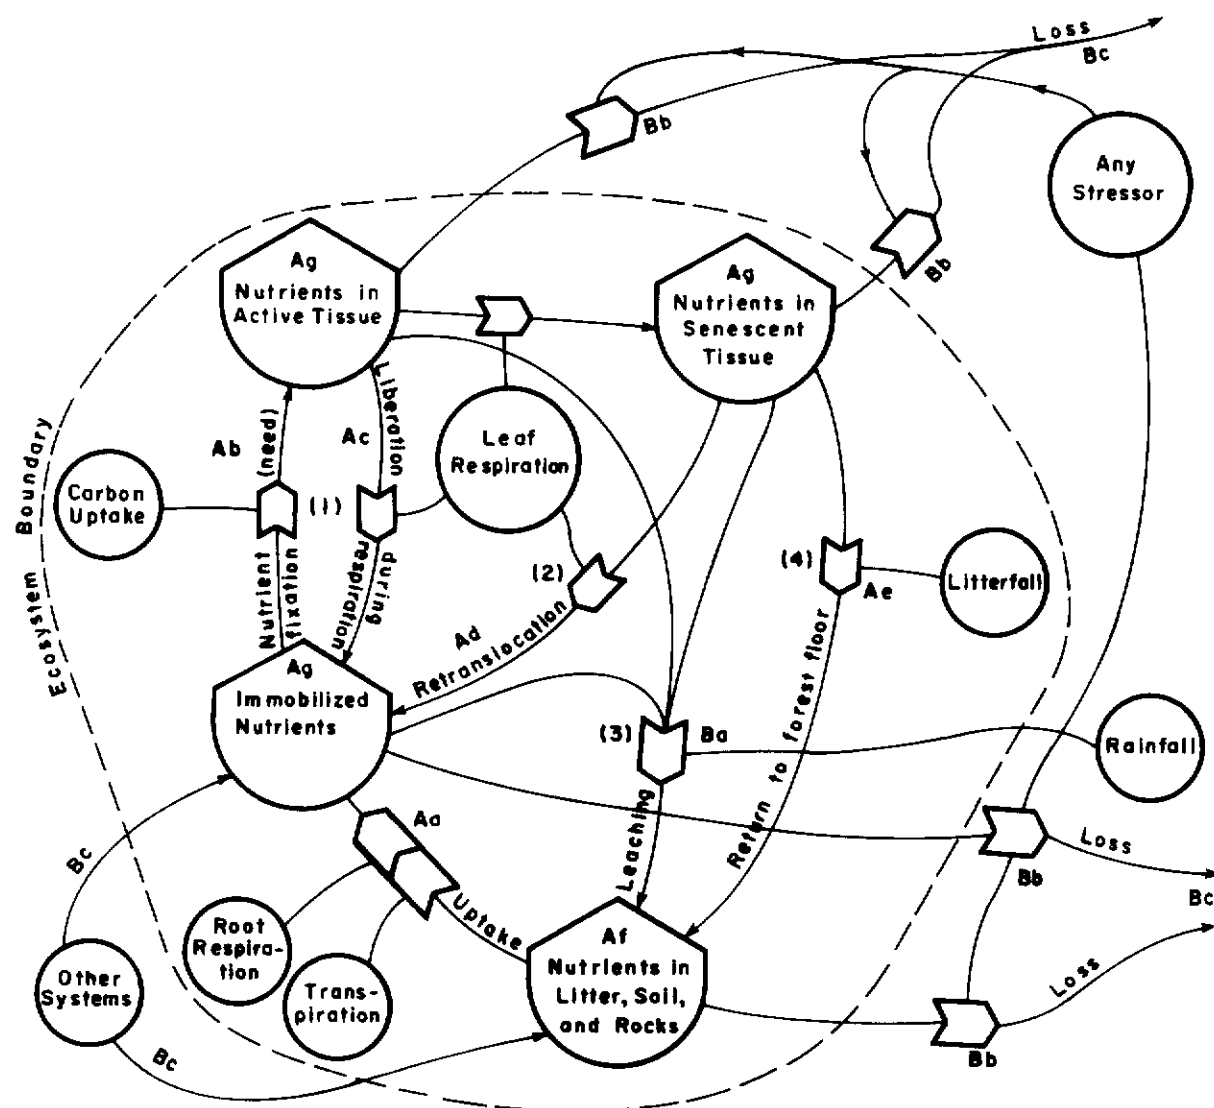 Loss
Bc
Bb
Any
Stressor
Bb
Ag
Nutrients in
Active Tissue
Ag
Nutrients in
Senescent
Tissue
Ecosystem Boundary
Ab
(need)
Ac
Liberation
Leaf
Respiration
Carbon
Uptake
(1)
Nutrient
fixation
during
respiration
(2)
(4)
Ae
Litterfall
Ad
Retranslocation
Ag
Immobilized
Nutrients
(3)
Ba
Return to forest floor
Rainfall
Aa
Leaching
Loss
Bb
Bc
Bc
Uptake
Root
Respira-
tion
Af
Nutrients in
Litter, Soil,
and Rocks
Other
Systems
Trans-
piration
Loss
Bb
Bc